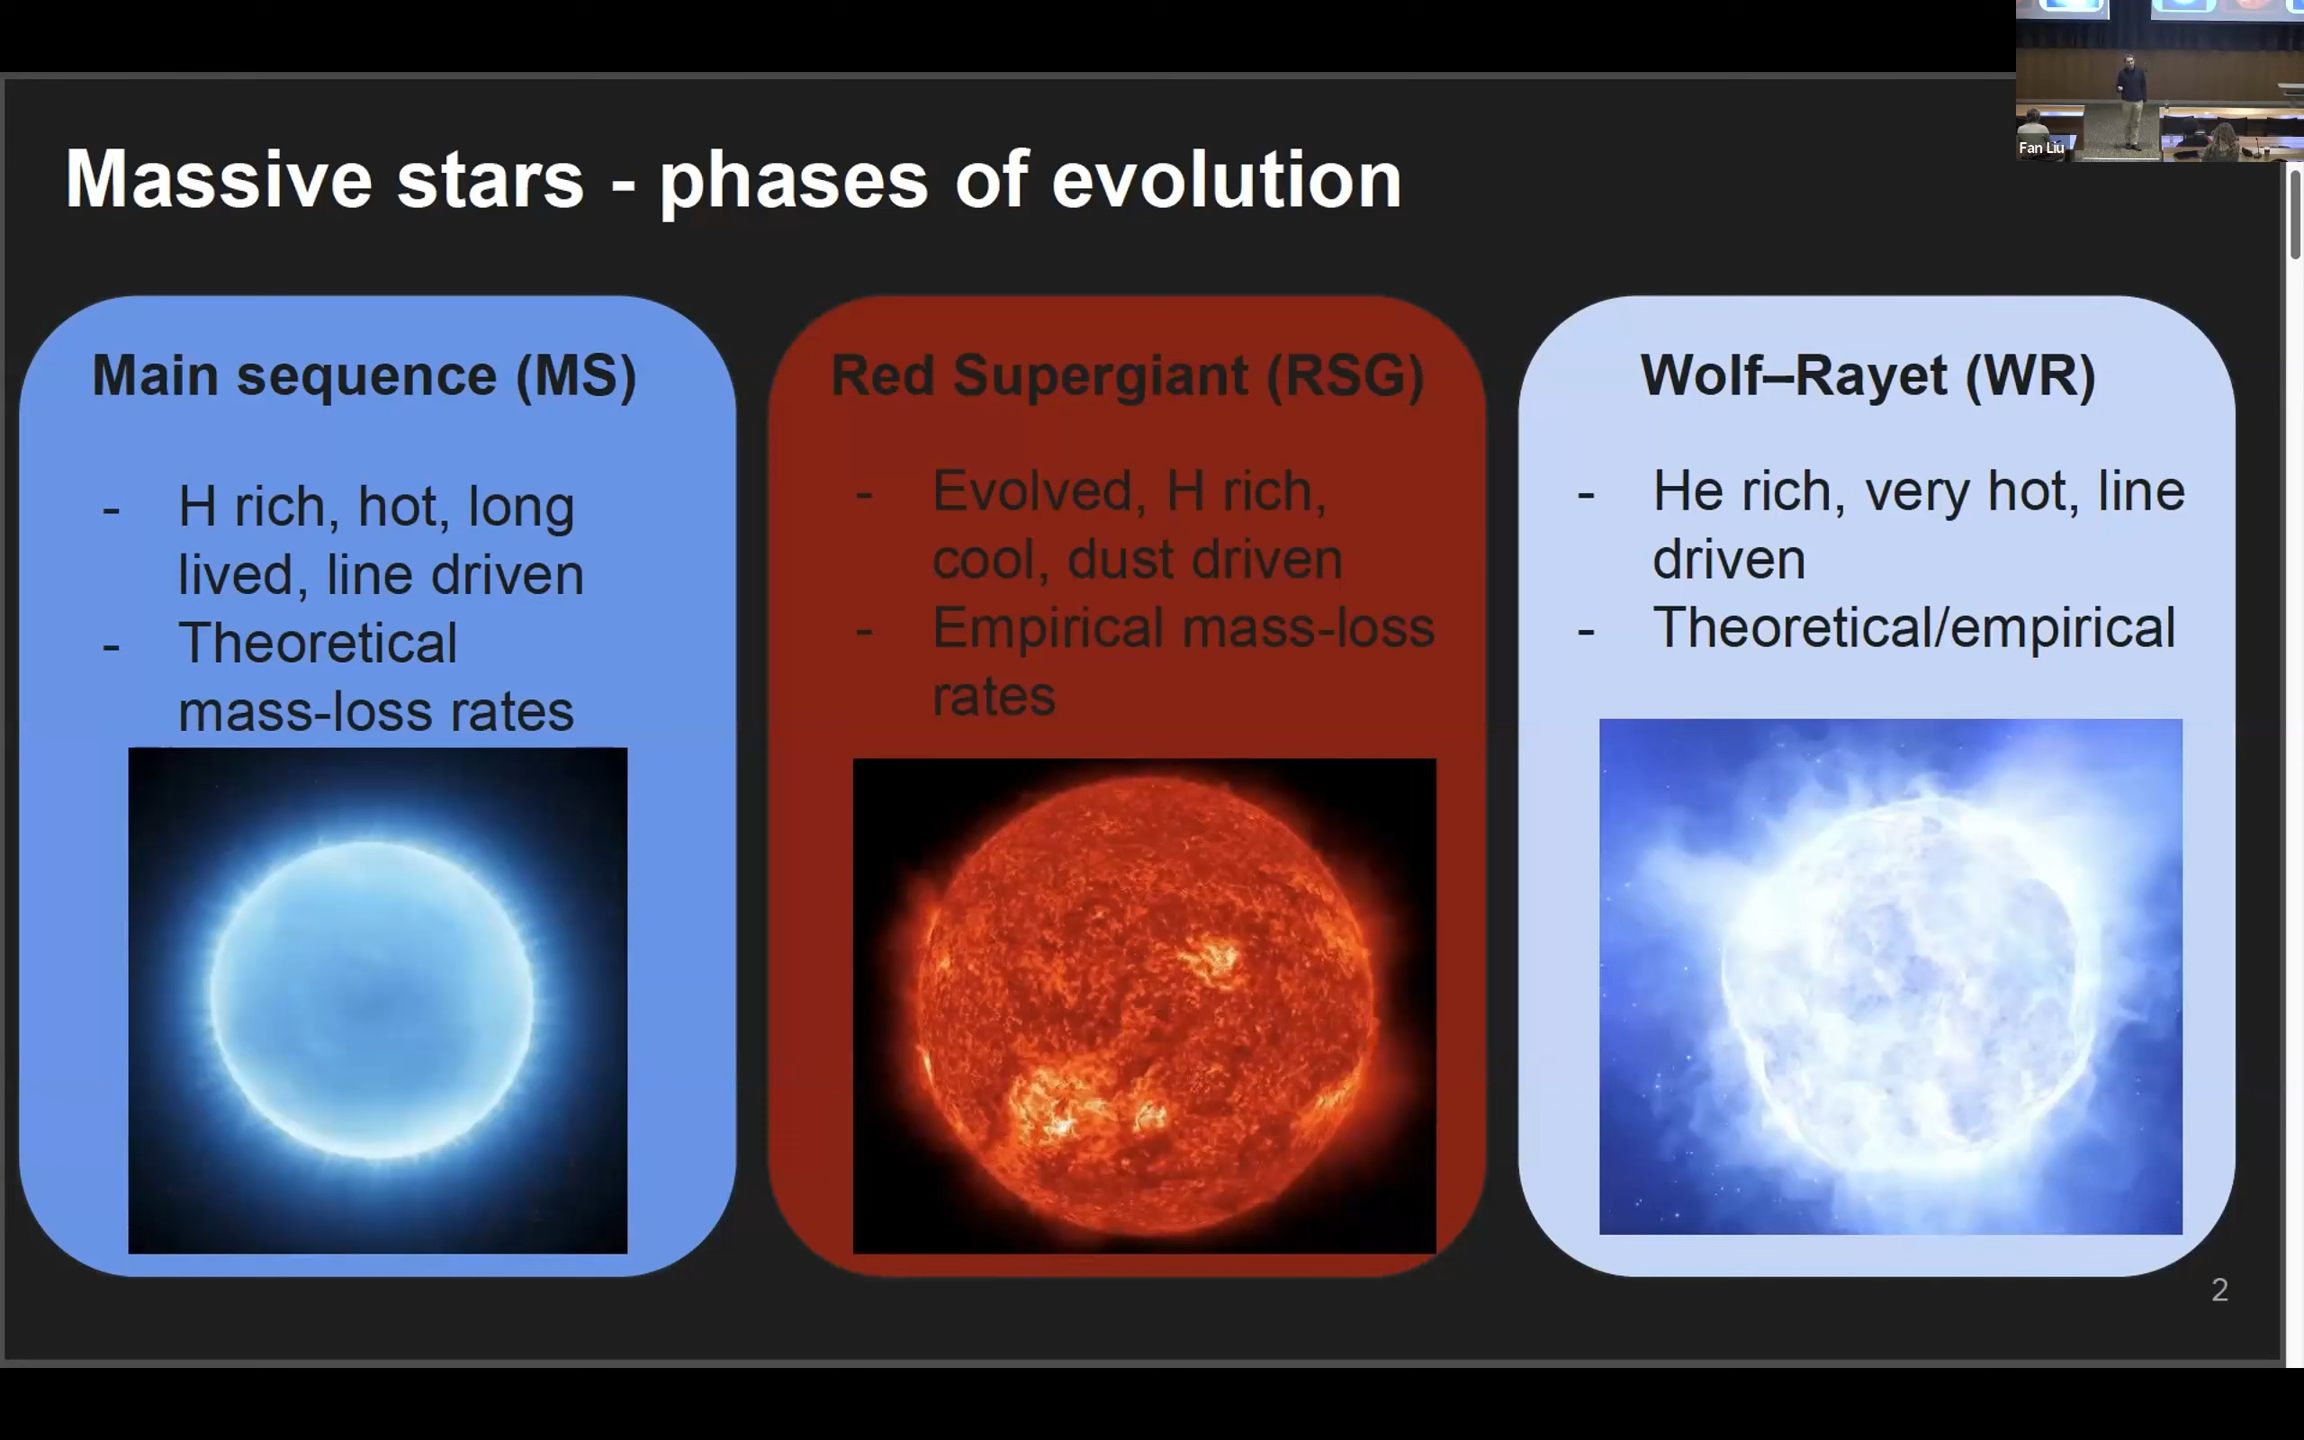 Fan Liu
Massive stars - phases of evolution
Main sequence (MS)
- H rich, hot, long
lived, line driven
- Theoretical
mass-loss rates
Red Supergiant (RSG)
- Evolved, H rich,
cool, dust driven
- Empirical mass-loss
rates
Wolf–Rayet (WR)
- He rich, very hot, line
driven
- Theoretical/empirical
2